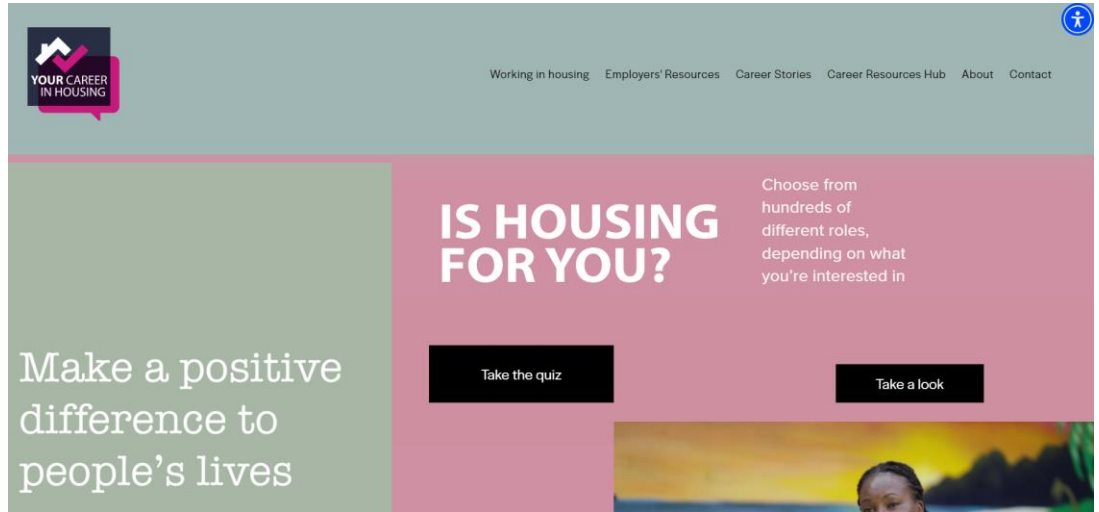 YOUR CAREER
IN HOUSING
Working in housing Employers' Resources Career Stories Career Resources Hub About Contact
Make a positive
difference to
people's lives
IS HOUSING
FOR YOU?
Take the quiz
Choose from
hundreds of
different roles,
depending on what
you're interested in
Take a look